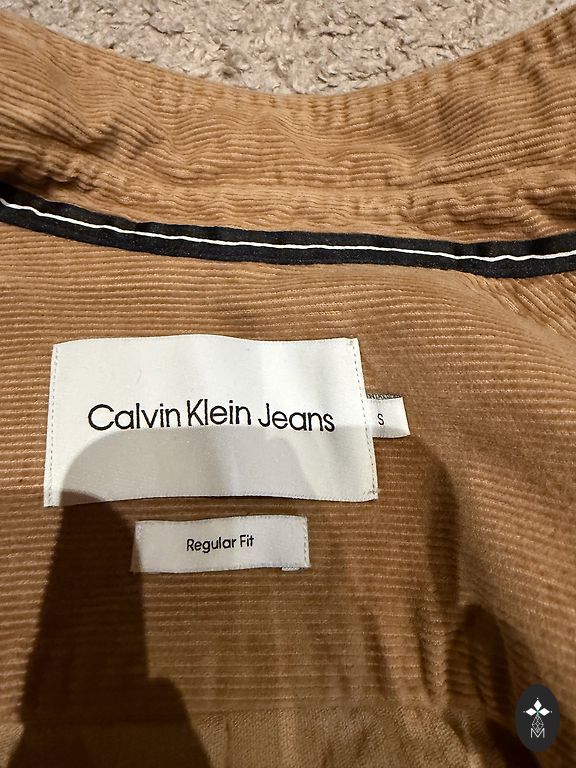 Calvin Klein Jeans
S
Regular Fit
M